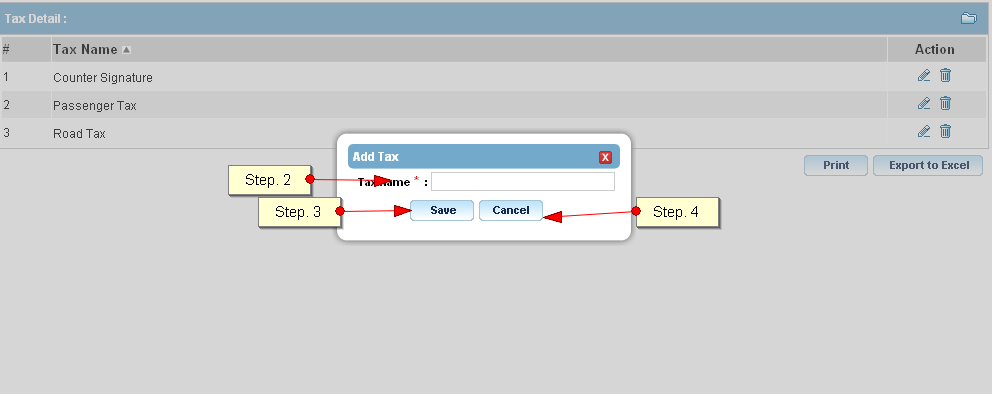 Tax Detail :
# Tax Name Action
1 Counter Signature
2 Passenger Tax
3 Road Tax
Print Export to Excel
Add Tax X
Step. 2
Tax Name * :
Step. 3
Save Cancel
Step. 4